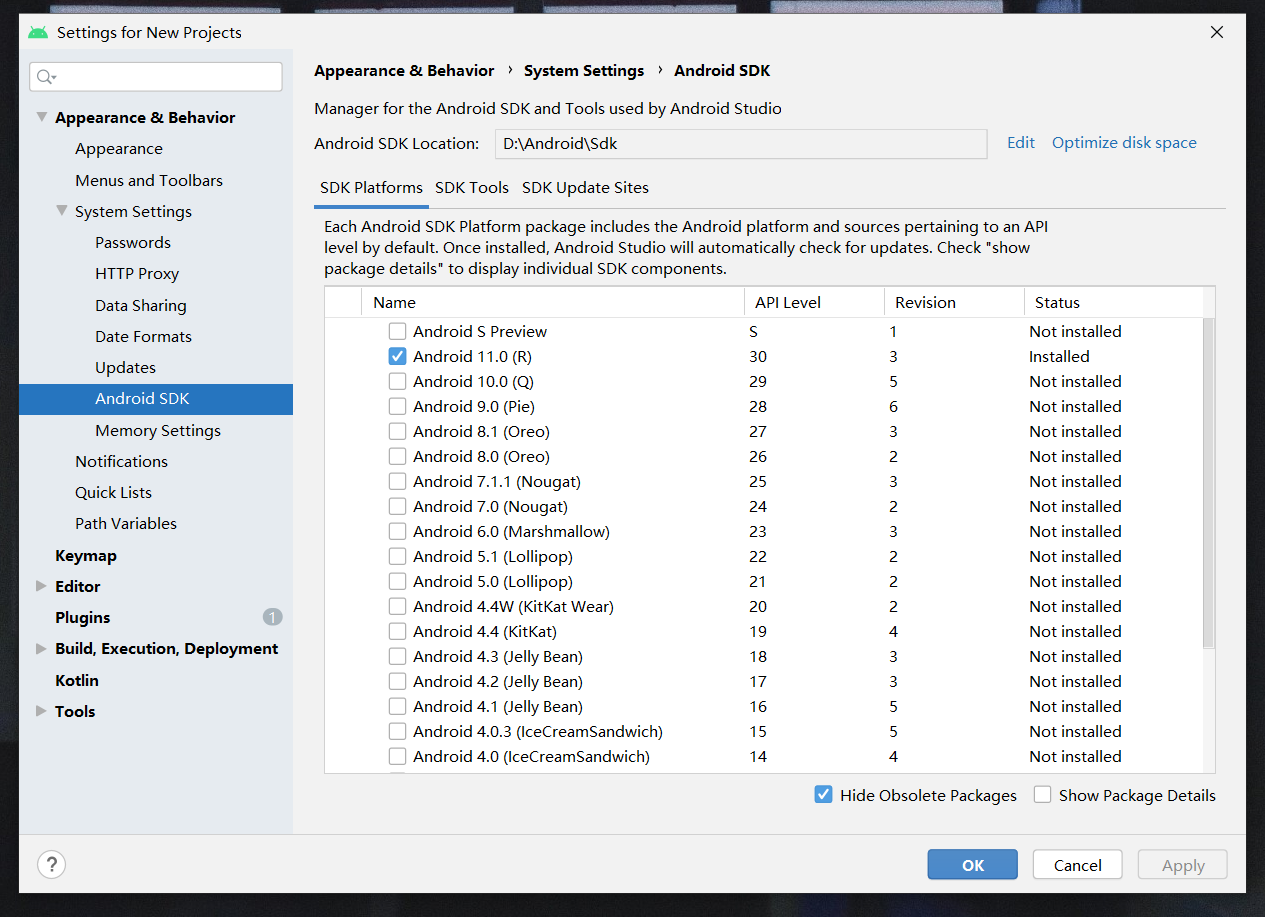 Settings for New Projects
Appearance & Behavior
Appearance
Menus and Toolbars
System Settings
Passwords
HTTP Proxy
Data Sharing
Date Formats
Updates
Android SDK
Memory Settings
Notifications
Quick Lists
Path Variables
Keymap
Editor
Plugins 1
Build, Execution, Deployment
Kotlin
Tools
Appearance & Behavior › System Settings › Android SDK
Manager for the Android SDK and Tools used by Android Studio
Android SDK Location: D:\Android\Sdk Edit Optimize disk space
SDK Platforms SDK Tools SDK Update Sites
Each Android SDK Platform package includes the Android platform and sources pertaining to an API
level by default. Once installed, Android Studio will automatically check for updates. Check "show
package details" to display individual SDK components.
Name API Level Revision Status
Android S Preview S 1 Not installed
Android 11.0 (R) 30 3 Installed
Android 10.0 (Q) 29 5 Not installed
Android 9.0 (Pie) 28 6 Not installed
Android 8.1 (Oreo) 27 3 Not installed
Android 8.0 (Oreo) 26 2 Not installed
Android 7.1.1 (Nougat) 25 3 Not installed
Android 7.0 (Nougat) 24 2 Not installed
Android 6.0 (Marshmallow) 23 3 Not installed
Android 5.1 (Lollipop) 22 2 Not installed
Android 5.0 (Lollipop) 21 2 Not installed
Android 4.4W (KitKat Wear) 20 2 Not installed
Android 4.4 (KitKat) 19 4 Not installed
Android 4.3 (Jelly Bean) 18 3 Not installed
Android 4.2 (Jelly Bean) 17 3 Not installed
Android 4.1 (Jelly Bean) 16 5 Not installed
Android 4.0.3 (IceCreamSandwich) 15 5 Not installed
Android 4.0 (IceCreamSandwich) 14 4 Not installed
Hide Obsolete Packages Show Package Details
? OK Cancel Apply